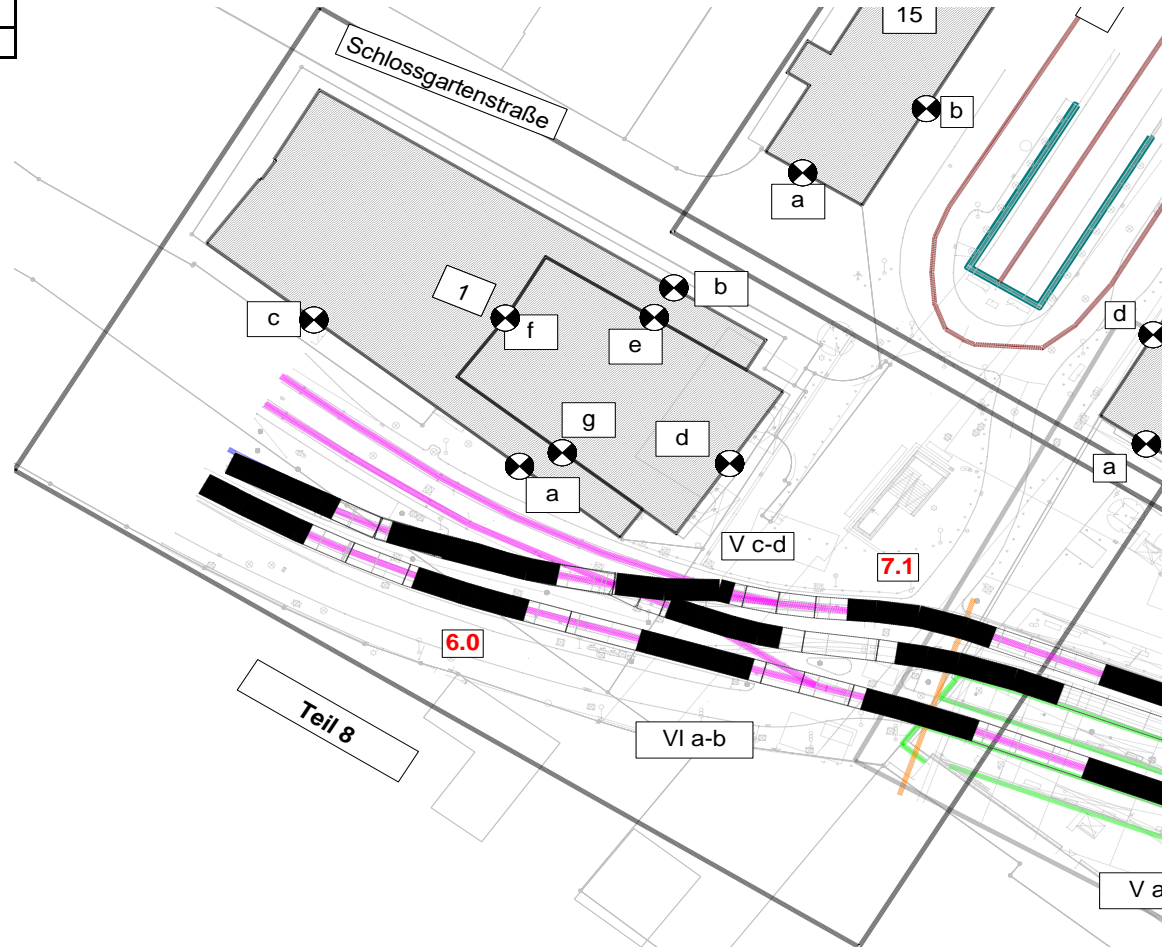 15
Schlossgartenstraße
b
a
b
1
c
f
e
d
g
d
a
a
V c-d
7.1
6.0
Teil 8
VI a-b
V a